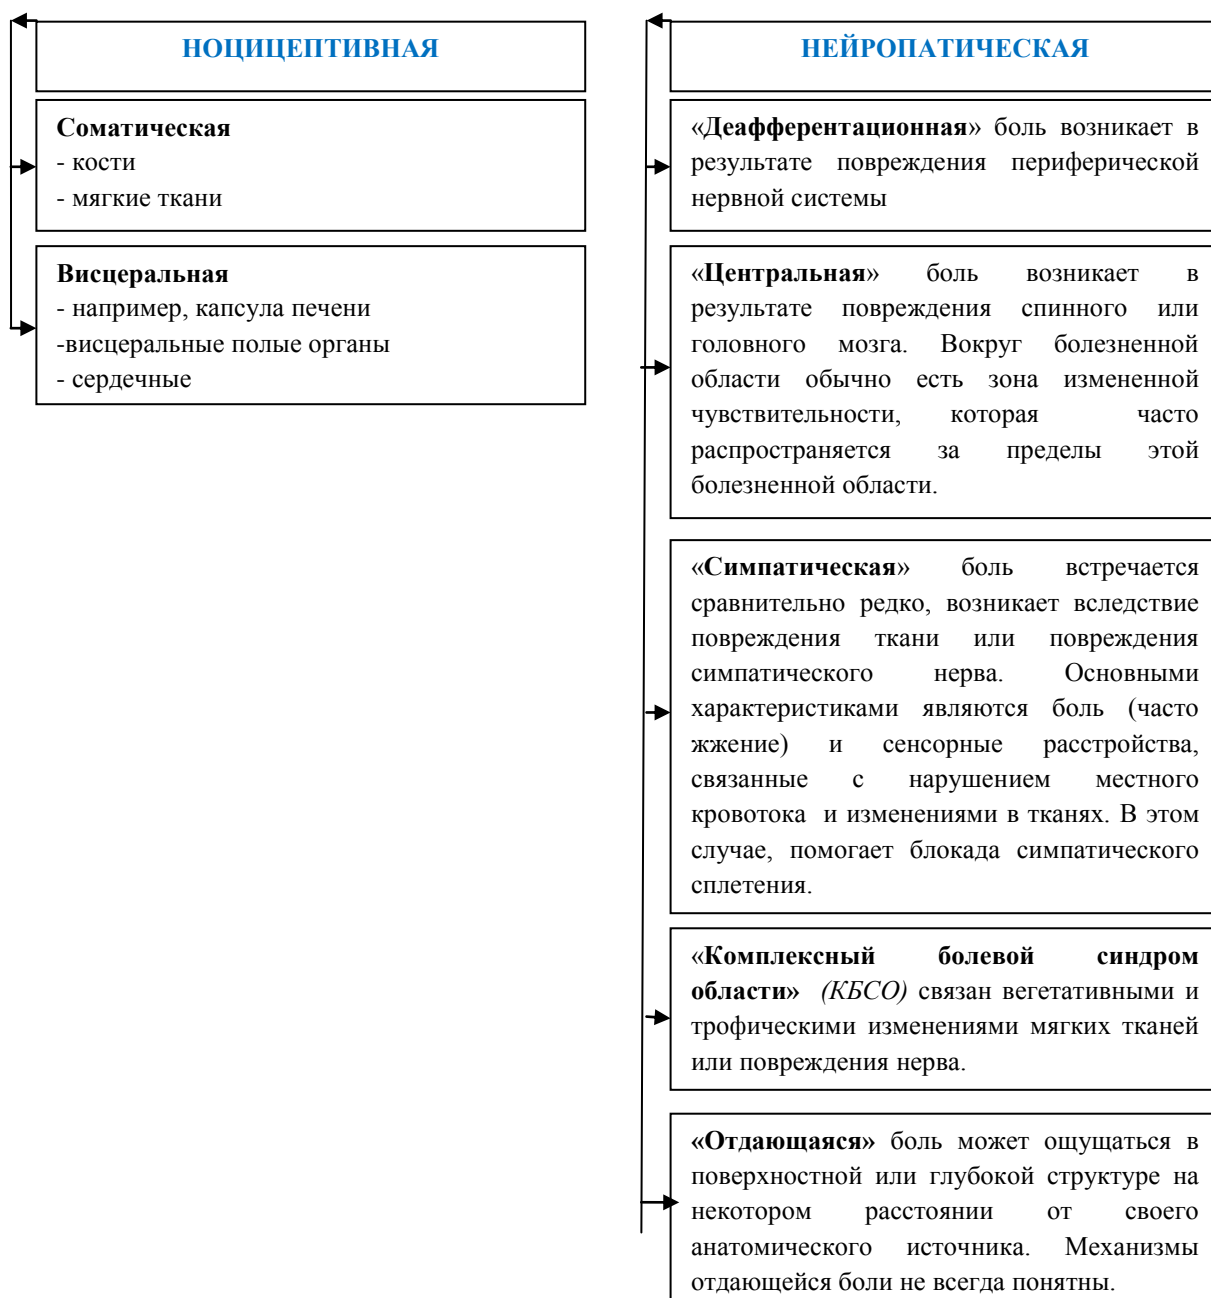 НОЦИЦЕПТИВНАЯ
Соматическая
- кости
- мягкие ткани
Висцеральная
- например, капсула печени
-висцеральные полые органы
- сердечные
НЕЙРОПАТИЧЕСКАЯ
«Деафферентационная» боль возникает в
результате повреждения периферической
нервной системы
«Центральная» боль возникает в
результате повреждения спинного или
головного мозга. Вокруг болезненной
области обычно есть зона измененной
чувствительности, которая часто
распространяется за пределы этой
болезненной области.
«Симпатическая» боль встречается
сравнительно редко, возникает вследствие
повреждения ткани или повреждения
симпатического нерва. Основными
характеристиками являются боль (часто
жжение) и сенсорные расстройства,
связанные с нарушением местного
кровотока и изменениями в тканях. В этом
случае, помогает блокада симпатического
сплетения.
«Комплексный болевой синдром
области» (КБСО) связан вегетативными и
трофическими изменениями мягких тканей
или повреждения нерва.
«Отдающаяся» боль может ощущаться в
поверхностной или глубокой структуре на
некотором расстоянии от своего
анатомического источника. Механизмы
отдающейся боли не всегда понятны.